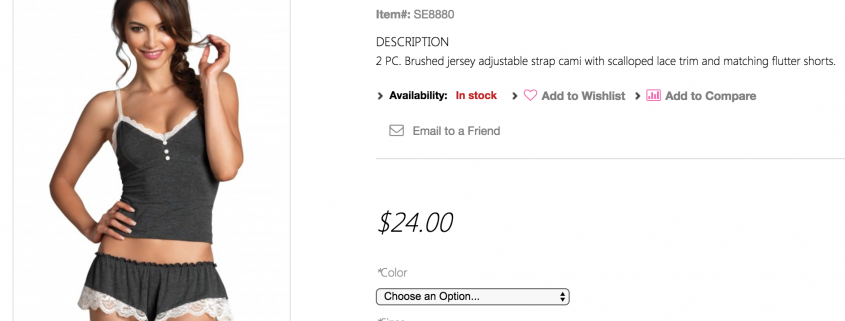 Item#: SE8880
DESCRIPTION
2 PC. Brushed jersey adjustable strap cami with scalloped lace trim and matching flutter shorts.
Availability: In stock Add to Wishlist Add to Compare
Email to a Friend
$24.00
*Color
Choose an Option...